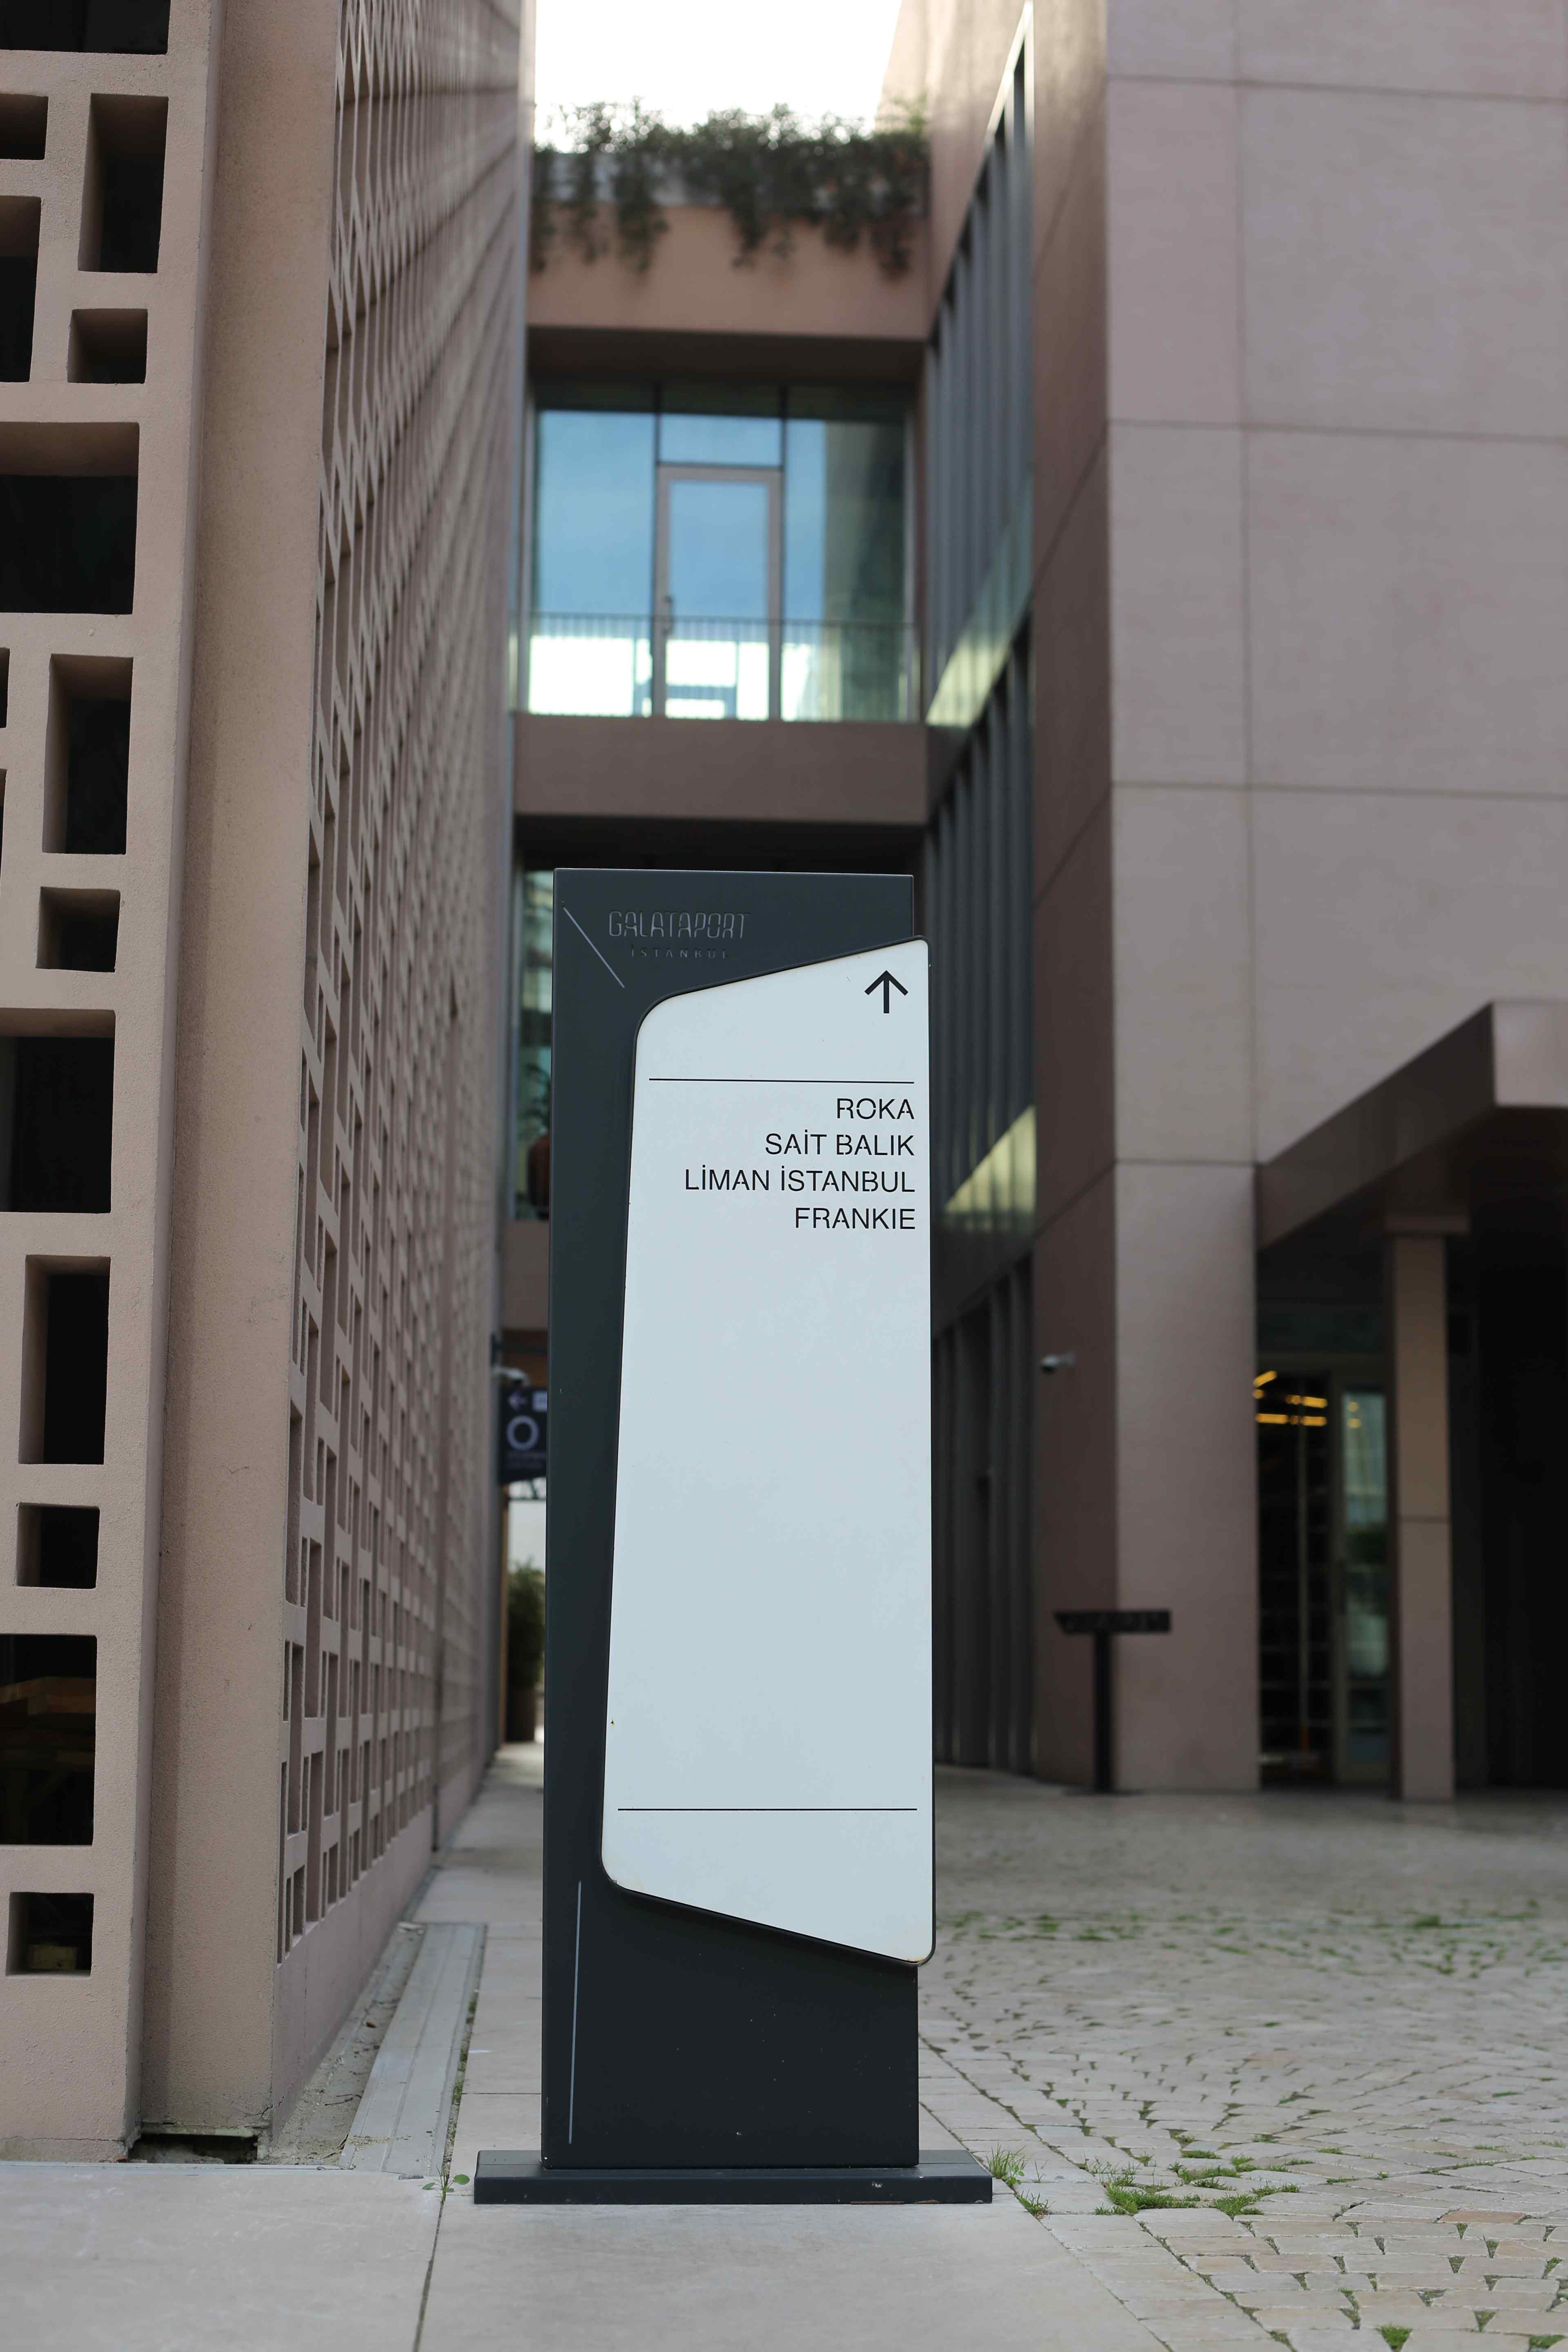 GALATAPORT
İSTANBUL
ROKA
SAİT BALIK
LİMAN İSTANBUL
FRANKIE